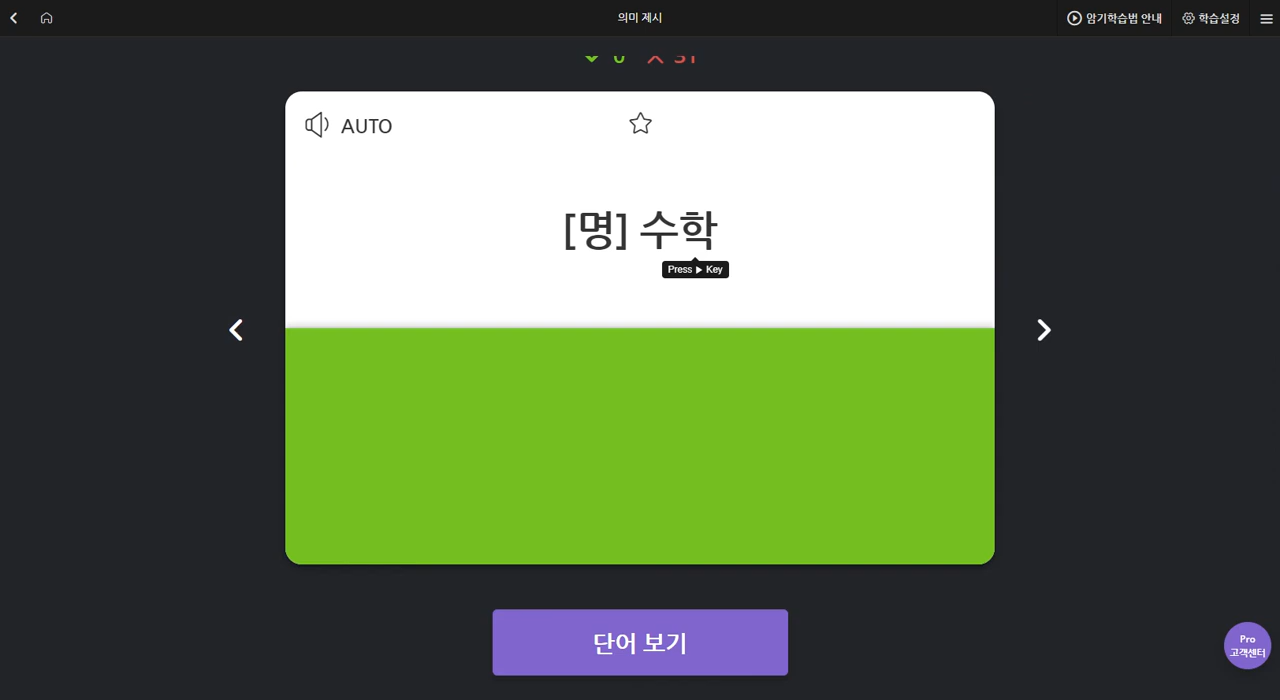 의미 제시
암기학습법 안내
학습설정
AUTO
[명] 수학
Press ▶ Key
단어 보기
Pro
고객센터